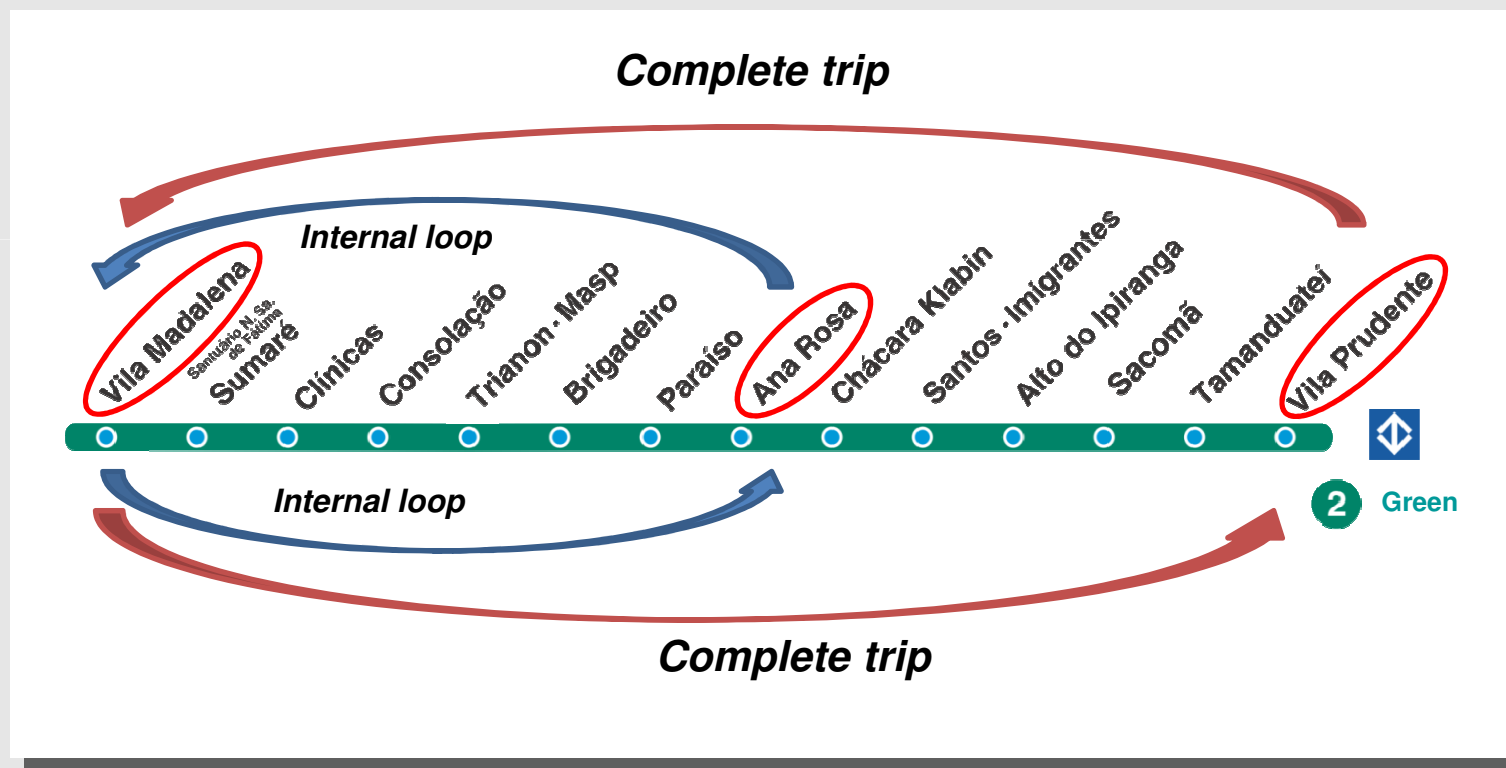 Complete trip
Internal loop
Vila Madalena
Santuário N. Sa.
de Fátima
Sumaré
Clínicas
Consolação
Trianon - Masp
Brigadeiro
Paraíso
Ana Rosa
Chácara Klabin
Santos - Imigrantes
Alto do Ipiranga
Sacomã
Tamanduateí
Vila Prudente
Internal loop
2 Green
Complete trip